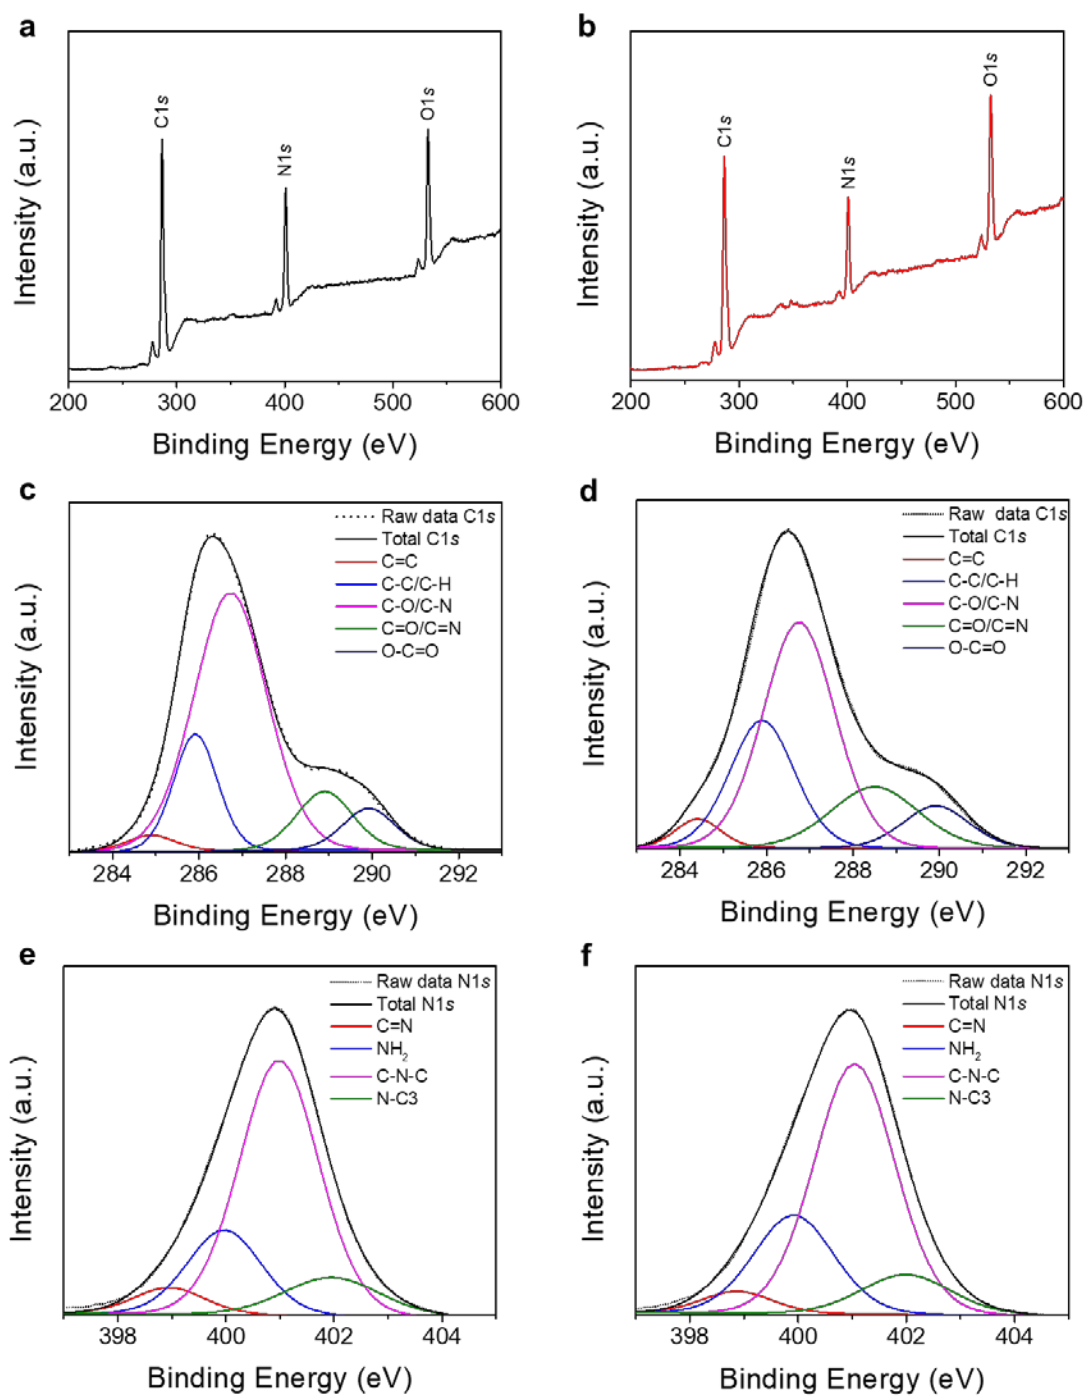 a
C1s
N1s
O1s
Intensity (a.u.)
200 300 400 500 600
Binding Energy (eV)
b
C1s
N1s
O1s
Intensity (a.u.)
200 300 400 500 600
Binding Energy (eV)
c
Raw data C1s
Total C1s
C=C
C-C/C-H
C-O/C-N
C=O/C=N
O-C=O
Intensity (a.u.)
284 286 288 290 292
Binding Energy (eV)
d
Raw data C1s
Total C1s
C=C
C-C/C-H
C-O/C-N
C=O/C=N
O-C=O
Intensity (a.u.)
284 286 288 290 292
Binding Energy (eV)
e
Raw data N1s
Total N1s
C=N
NH₂
C-N-C
N-C3
Intensity (a.u.)
398 400 402 404
Binding Energy (eV)
f
Raw data N1s
Total N1s
C=N
NH₂
C-N-C
N-C3
Intensity (a.u.)
398 400 402 404
Binding Energy (eV)